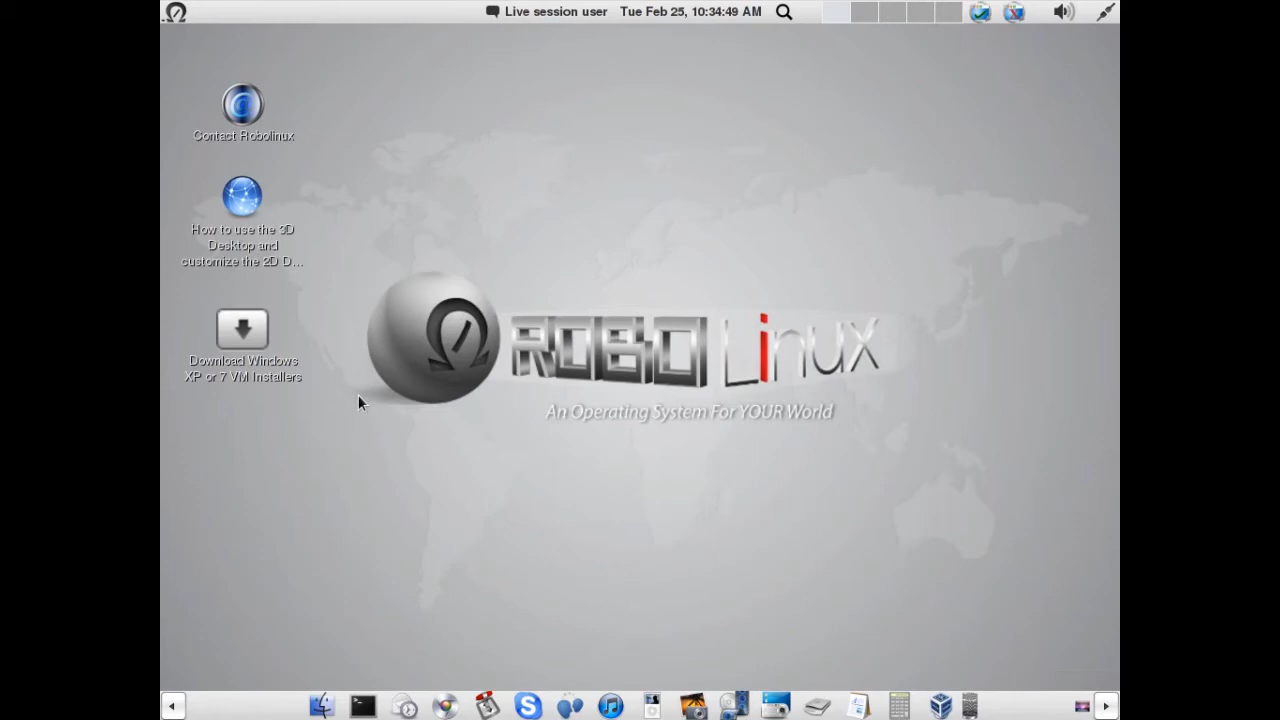 Live session user Tue Feb 25, 10:34:49 AM
Contact Robolinux
How to use the 3D
Desktop and
customize the 2D D...
Download Windows
XP or 7 VM Installers
ROBO Linux
An Operating System For YOUR World